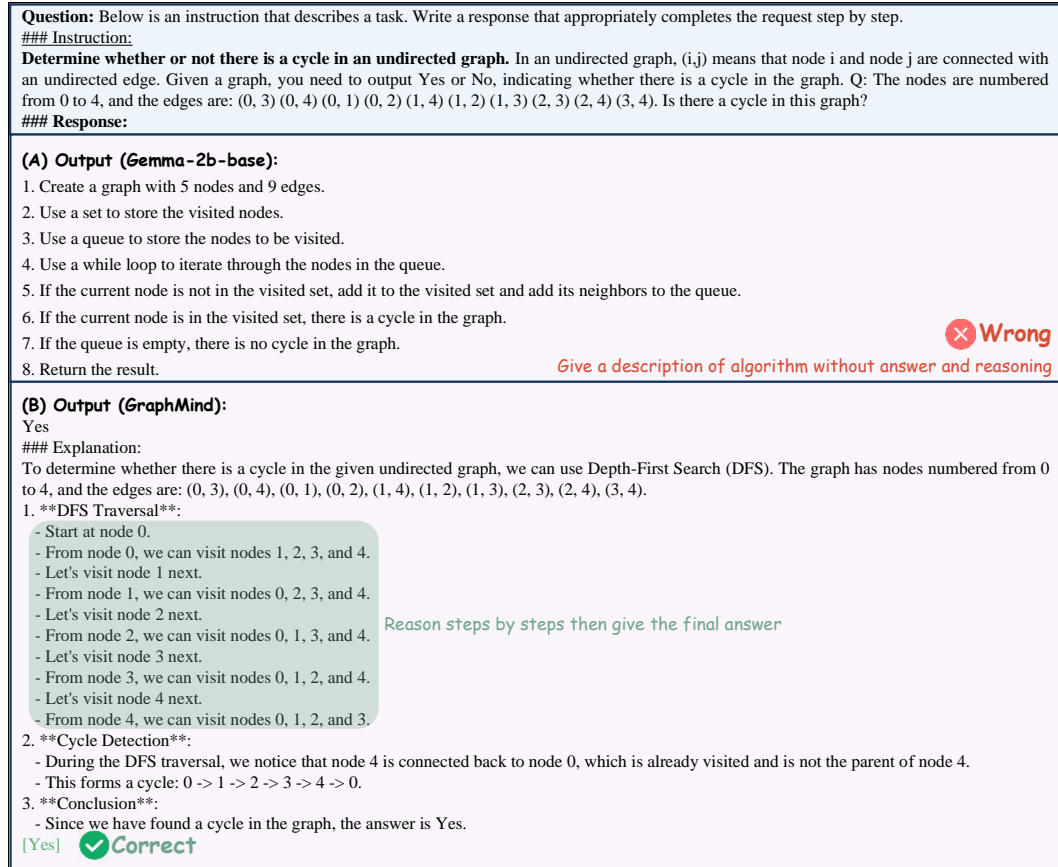 Question: Below is an instruction that describes a task. Write a response that appropriately completes the request step by step.
### Instruction:
Determine whether or not there is a cycle in an undirected graph. In an undirected graph, (i,j) means that node i and node j are connected with
an undirected edge. Given a graph, you need to output Yes or No, indicating whether there is a cycle in the graph. Q: The nodes are numbered
from 0 to 4, and the edges are: (0, 3) (0, 4) (0, 1) (0, 2) (1, 4) (1, 2) (1, 3) (2, 3) (2, 4) (3, 4). Is there a cycle in this graph?
### Response:
(A) Output (Gemma-2b-base):
1. Create a graph with 5 nodes and 9 edges.
2. Use a set to store the visited nodes.
3. Use a queue to store the nodes to be visited.
4. Use a while loop to iterate through the nodes in the queue.
5. If the current node is not in the visited set, add it to the visited set and add its neighbors to the queue.
6. If the current node is in the visited set, there is a cycle in the graph.
7. If the queue is empty, there is no cycle in the graph.
8. Return the result.
Wrong
Give a description of algorithm without answer and reasoning
(B) Output (GraphMind):
Yes
### Explanation:
To determine whether there is a cycle in the given undirected graph, we can use Depth-First Search (DFS). The graph has nodes numbered from 0
to 4, and the edges are: (0, 3), (0, 4), (0, 1), (0, 2), (1, 4), (1, 2), (1, 3), (2, 3), (2, 4), (3, 4).
1. **DFS Traversal**:
- Start at node 0.
- From node 0, we can visit nodes 1, 2, 3, and 4.
- Let's visit node 1 next.
- From node 1, we can visit nodes 0, 2, 3, and 4.
- Let's visit node 2 next.
- From node 2, we can visit nodes 0, 1, 3, and 4.
- Let's visit node 3 next.
- From node 3, we can visit nodes 0, 1, 2, and 4.
- Let's visit node 4 next.
- From node 4, we can visit nodes 0, 1, 2, and 3.
Reason steps by steps then give the final answer
2. **Cycle Detection**:
- During the DFS traversal, we notice that node 4 is connected back to node 0, which is already visited and is not the parent of node 4.
- This forms a cycle: 0 -> 1 -> 2 -> 3 -> 4 -> 0.
3. **Conclusion**:
- Since we have found a cycle in the graph, the answer is Yes.
[Yes] Correct